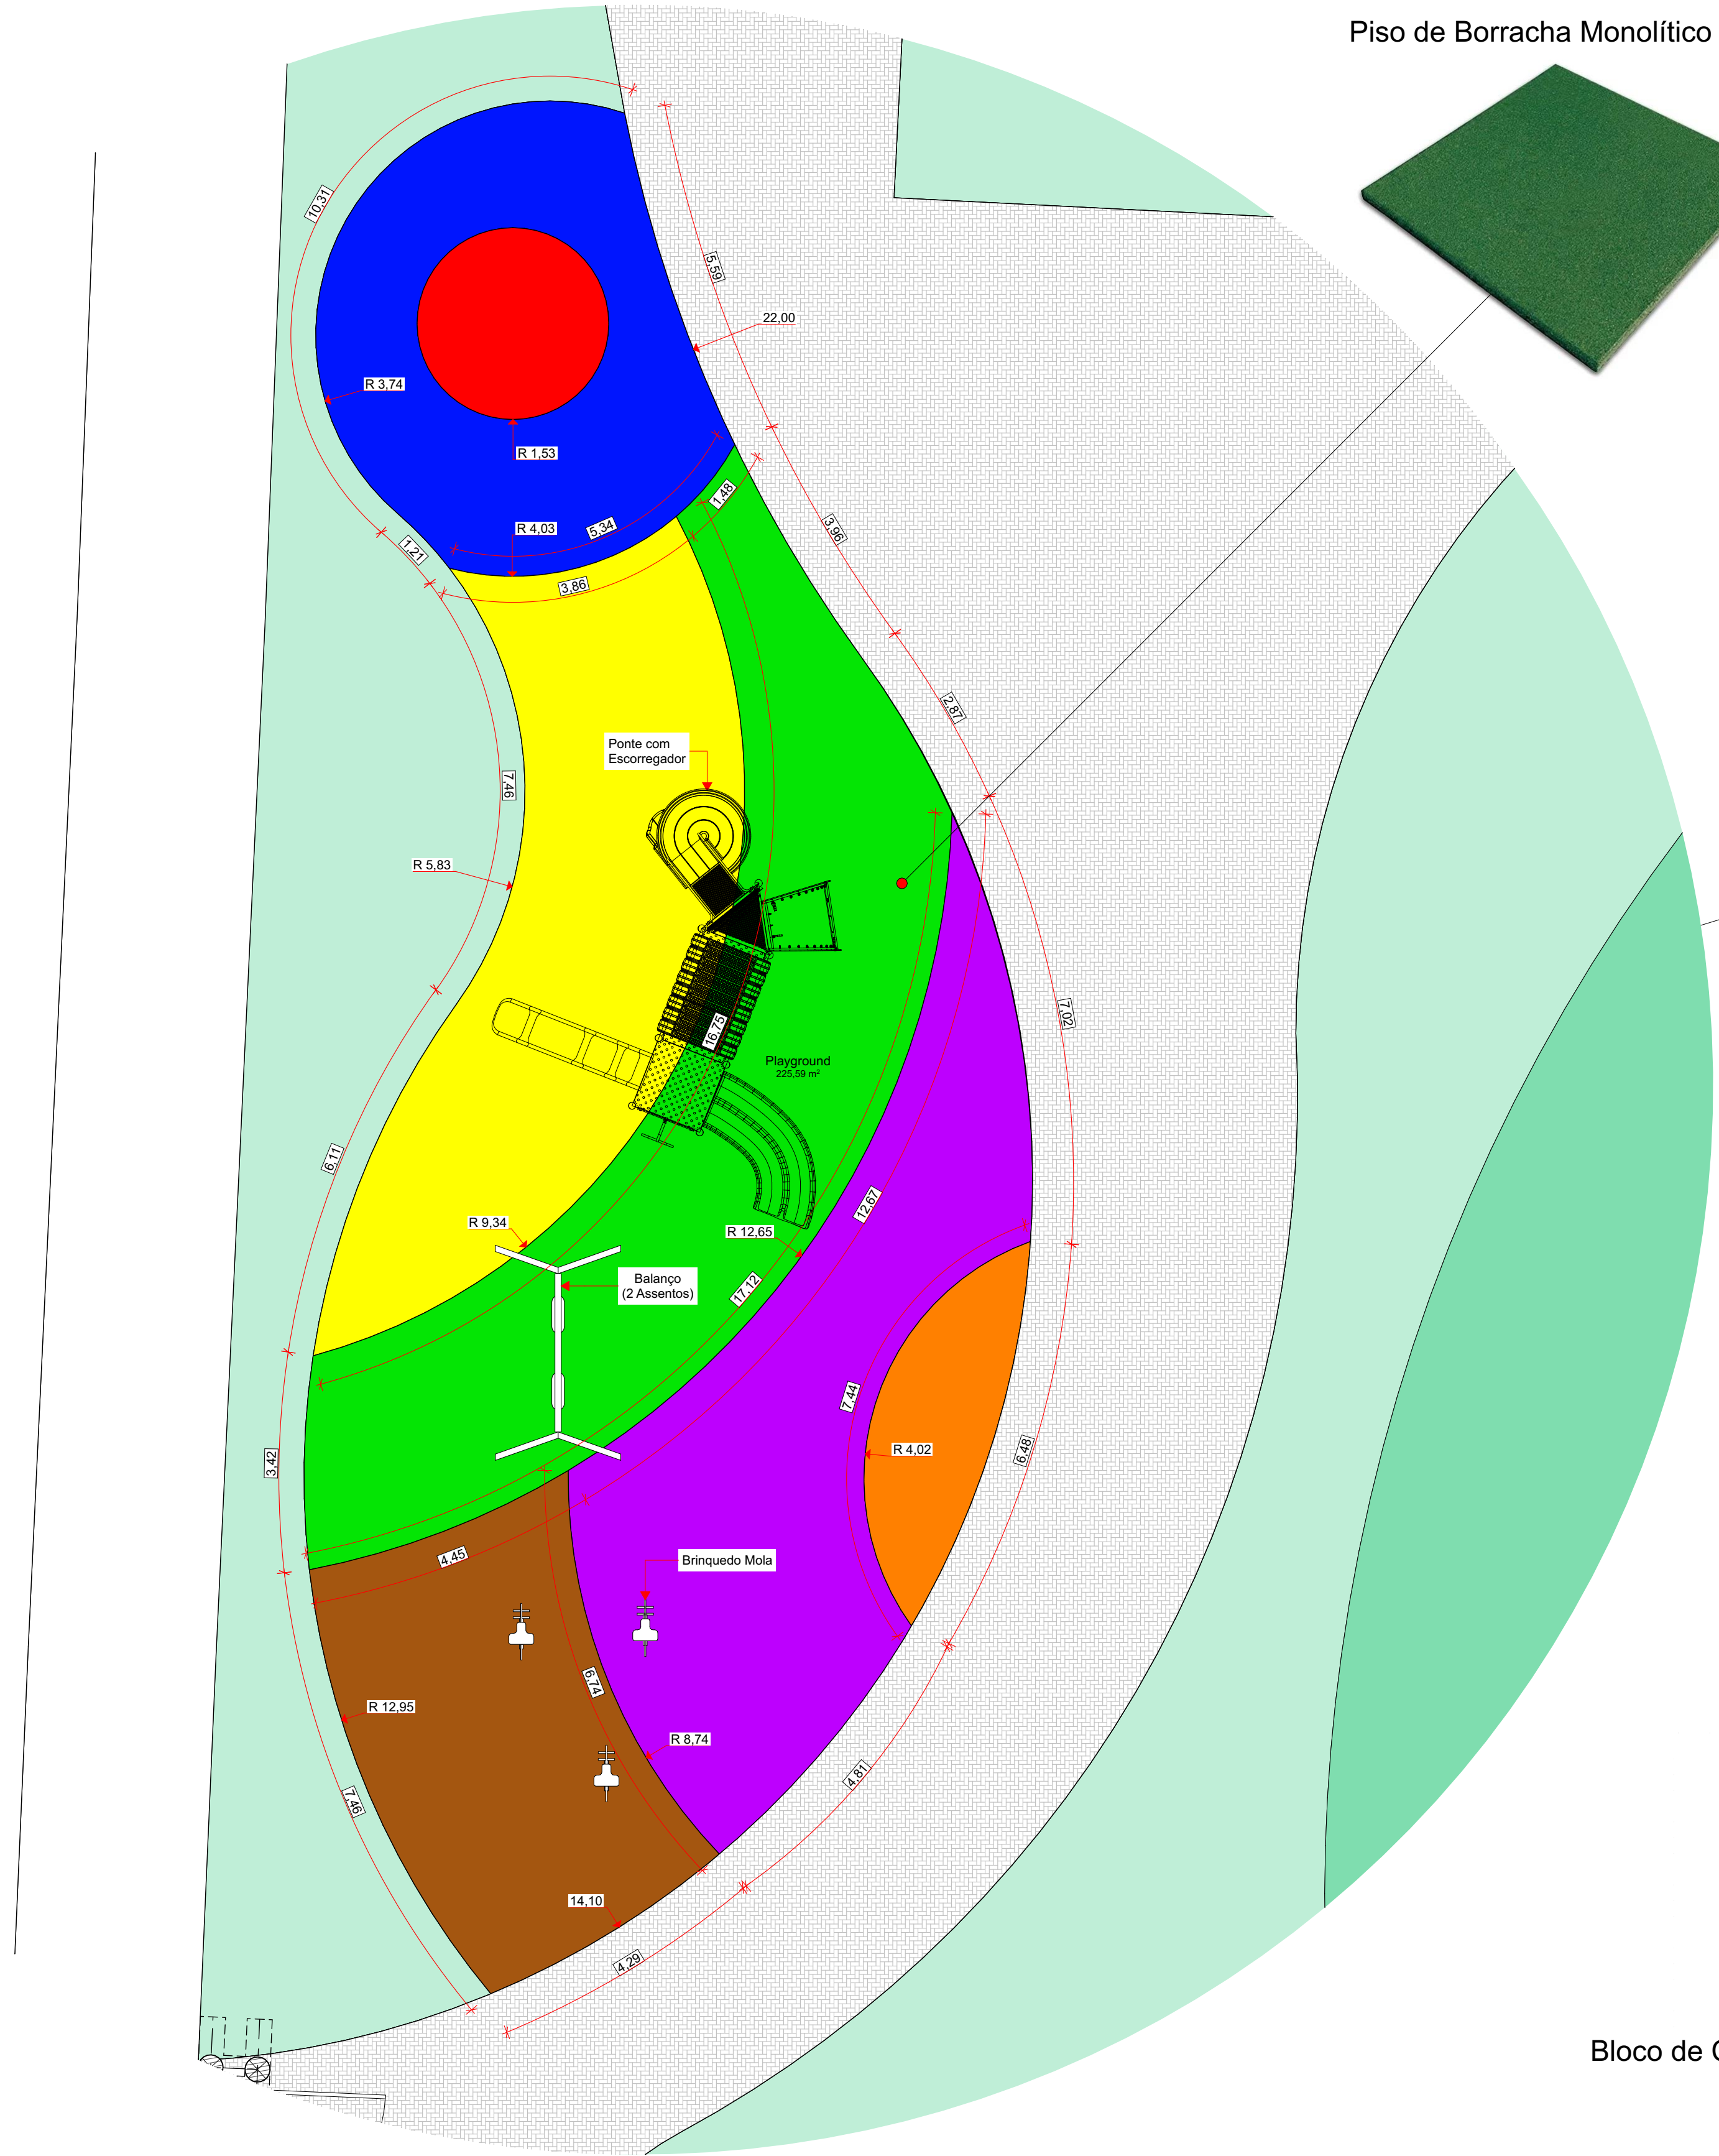 Piso de Borracha Monolítico
10,31
5,59
22,00
R 3,74
R 1,53
1,48
R 4,03
5,34
3,96
1,21
3,86
2,87
Ponte com
Escorregador
7,46
R 5,83
7,02
16,75
Playground
225,59 m²
6,11
12,67
R 9,34
R 12,65
Balanço
(2 Assentos)
17,12
7,44
R 4,02
6,48
3,42
4,45
Brinquedo Mola
6,74
R 12,95
R 8,74
4,81
7,46
14,10
4,29
Bloco de